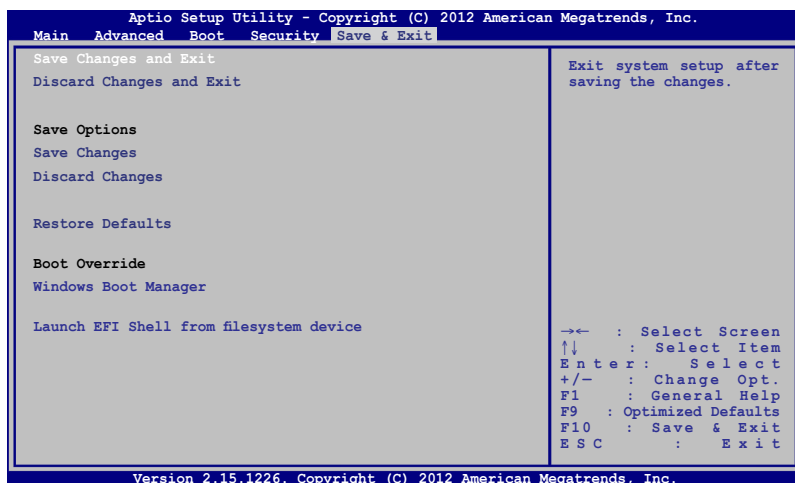 Aptio Setup Utility - Copyright (C) 2012 American Megatrends, Inc.
Main Advanced Boot Security Save & Exit
Save Changes and Exit
Discard Changes and Exit
Save Options
Save Changes
Discard Changes
Restore Defaults
Boot Override
Windows Boot Manager
Launch EFI Shell from filesystem device
Exit system setup after
saving the changes.
→← : Select Screen
↑↓ : Select Item
Enter: Select
+/— : Change Opt.
F1 : General Help
F9 : Optimized Defaults
F10 : Save & Exit
ESC : Exit
Version 2.15.1226. Copyright (C) 2012 American Megatrends, Inc.